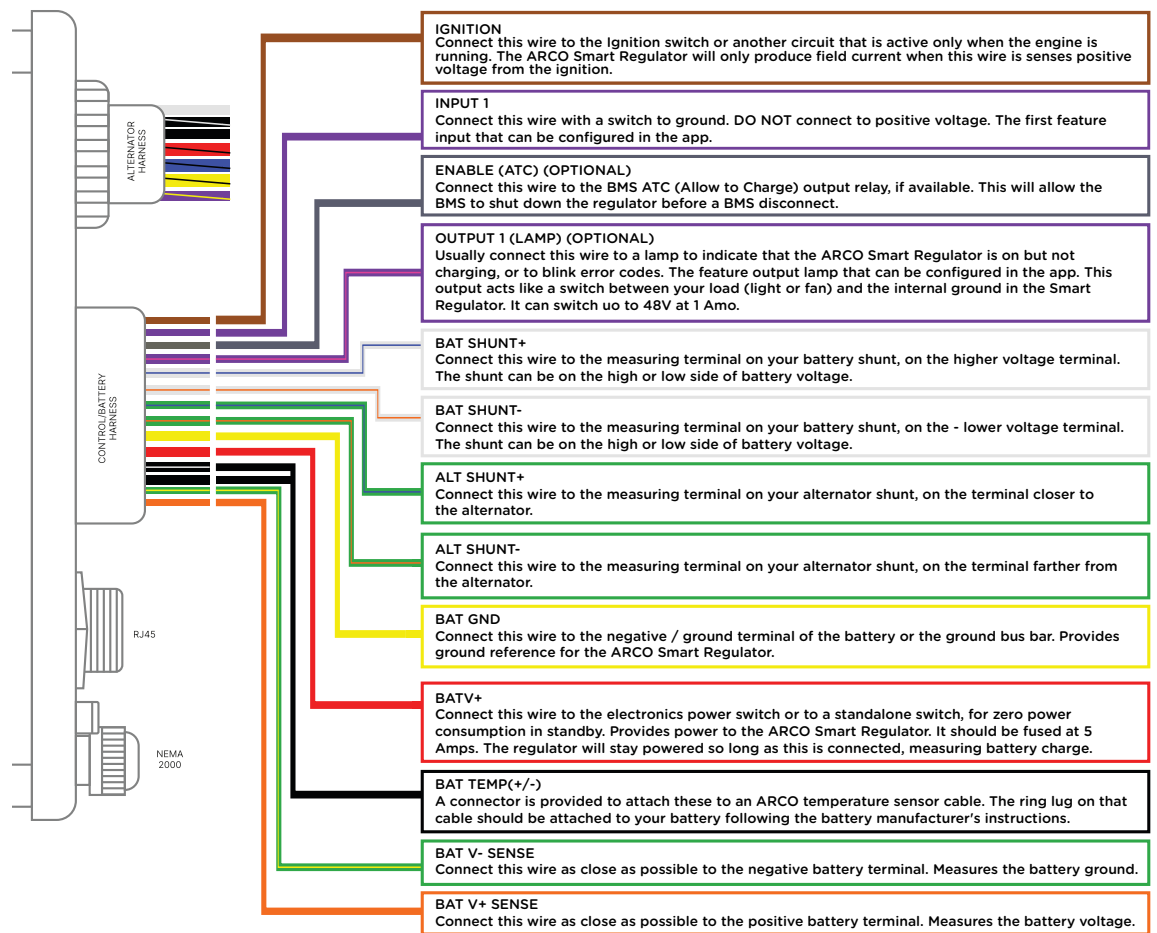 IGNITION
Connect this wire to the Ignition switch or another circuit that is active only when the engine is
running. The ARCO Smart Regulator will only produce field current when this wire is senses positive
voltage from the ignition.
INPUT 1
Connect this wire with a switch to ground. DO NOT connect to positive voltage. The first feature
input that can be configured in the app.
ENABLE (ATC) (OPTIONAL)
Connect this wire to the BMS ATC (Allow to Charge) output relay, if available. This will allow the
BMS to shut down the regulator before a BMS disconnect.
OUTPUT 1 (LAMP) (OPTIONAL)
Usually connect this wire to a lamp to indicate that the ARCO Smart Regulator is on but not
charging, or to blink error codes. The feature output lamp that can be configured in the app. This
output acts like a switch between your load (light or fan) and the internal ground in the Smart
Regulator. It can switch uo to 48V at 1 Amo.
BAT SHUNT+
Connect this wire to the measuring terminal on your battery shunt, on the higher voltage terminal.
The shunt can be on the high or low side of battery voltage.
BAT SHUNT-
Connect this wire to the measuring terminal on your battery shunt, on the - lower voltage terminal.
The shunt can be on the high or low side of battery voltage.
ALT SHUNT+
Connect this wire to the measuring terminal on your alternator shunt, on the terminal closer to
the alternator.
ALT SHUNT-
Connect this wire to the measuring terminal on your alternator shunt, on the terminal farther from
the alternator.
BAT GND
Connect this wire to the negative / ground terminal of the battery or the ground bus bar. Provides
ground reference for the ARCO Smart Regulator.
BATV+
Connect this wire to the electronics power switch or to a standalone switch, for zero power
consumption in standby. Provides power to the ARCO Smart Regulator. It should be fused at 5
Amps. The regulator will stay powered so long as this is connected, measuring battery charge.
BAT TEMP(+/-)
A connector is provided to attach these to an ARCO temperature sensor cable. The ring lug on that
cable should be attached to your battery following the battery manufacturer's instructions.
BAT V- SENSE
Connect this wire as close as possible to the negative battery terminal. Measures the battery ground.
BAT V+ SENSE
Connect this wire as close as possible to the positive battery terminal. Measures the battery voltage.
ALTERNATOR
HARNESS
CONTROL/BATTERY
HARNESS
RJ45
NEMA
2000